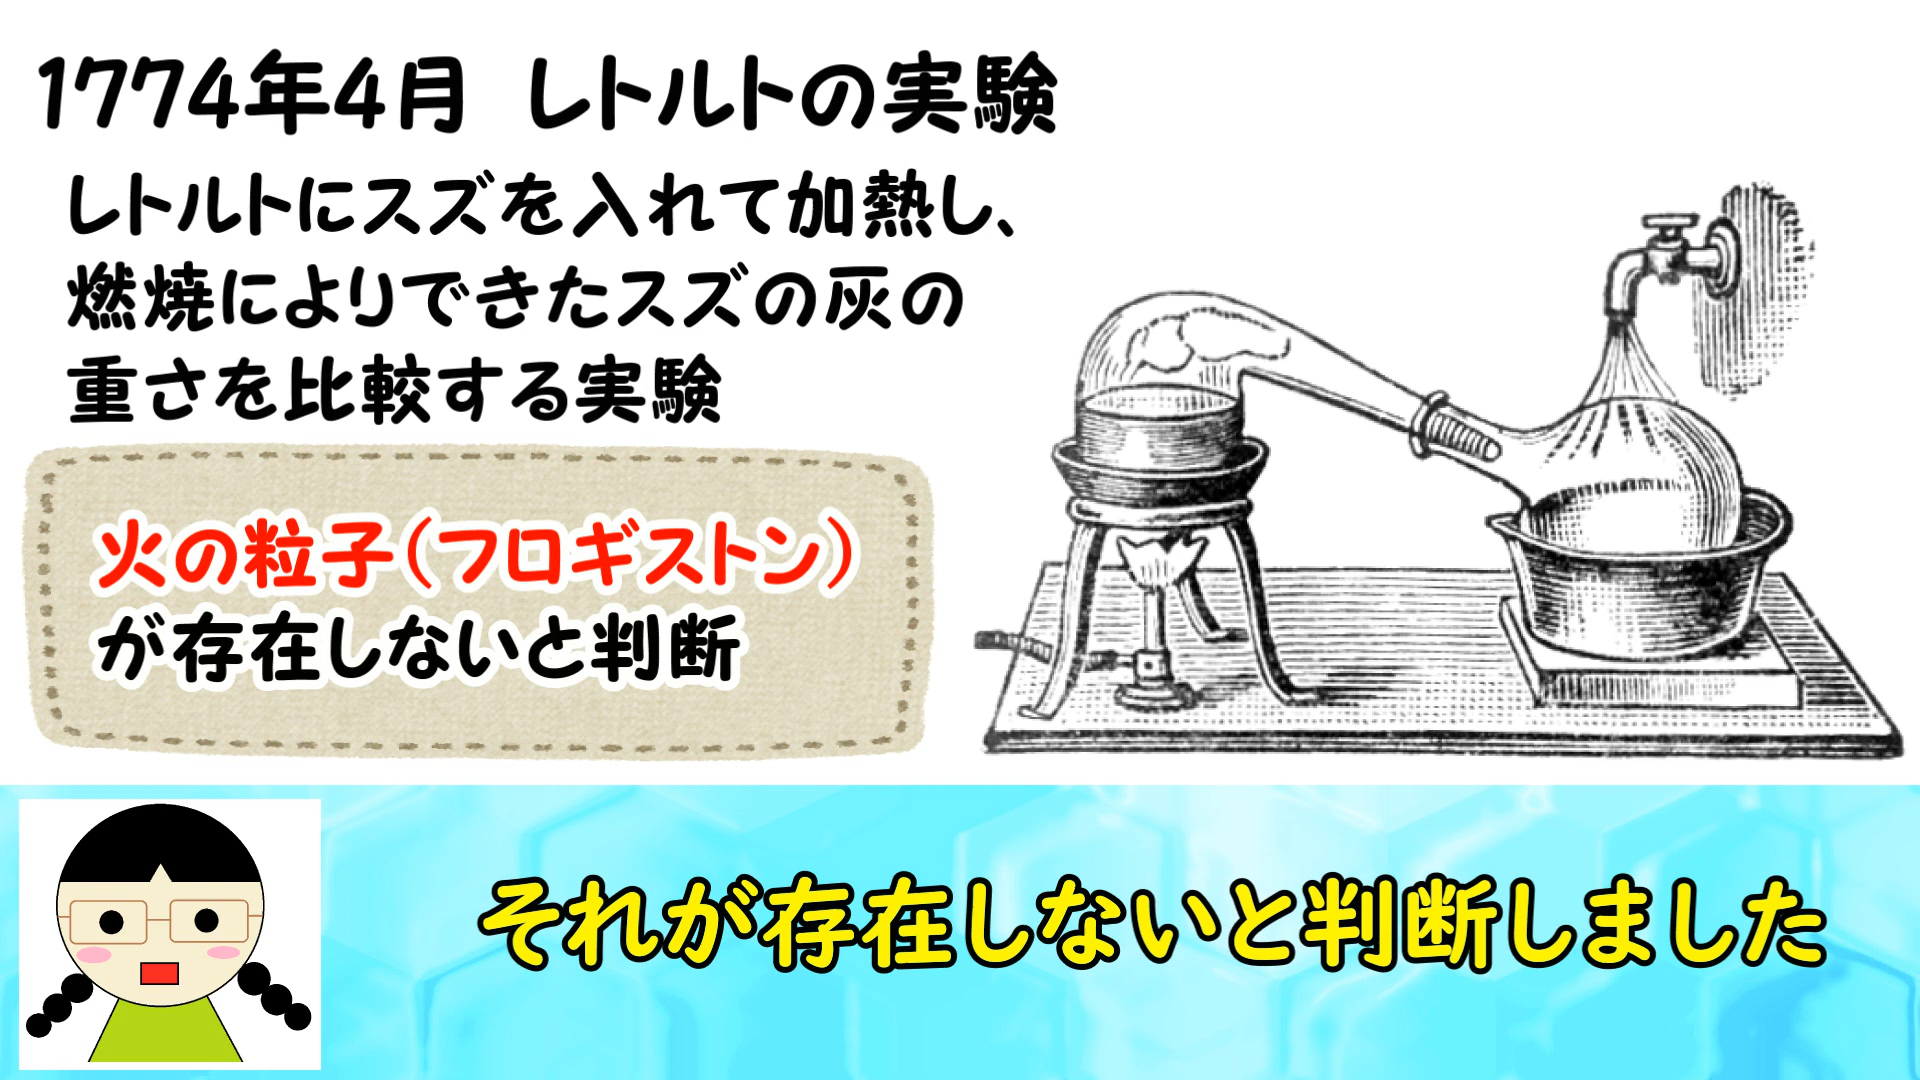 1774年4月 レトルトの実験
レトルトにスズを入れて加熱し、
燃焼によりできたスズの灰の
重さを比較する実験
火の粒子(フロギストン)
が存在しないと判断
それが存在しないと判断しました